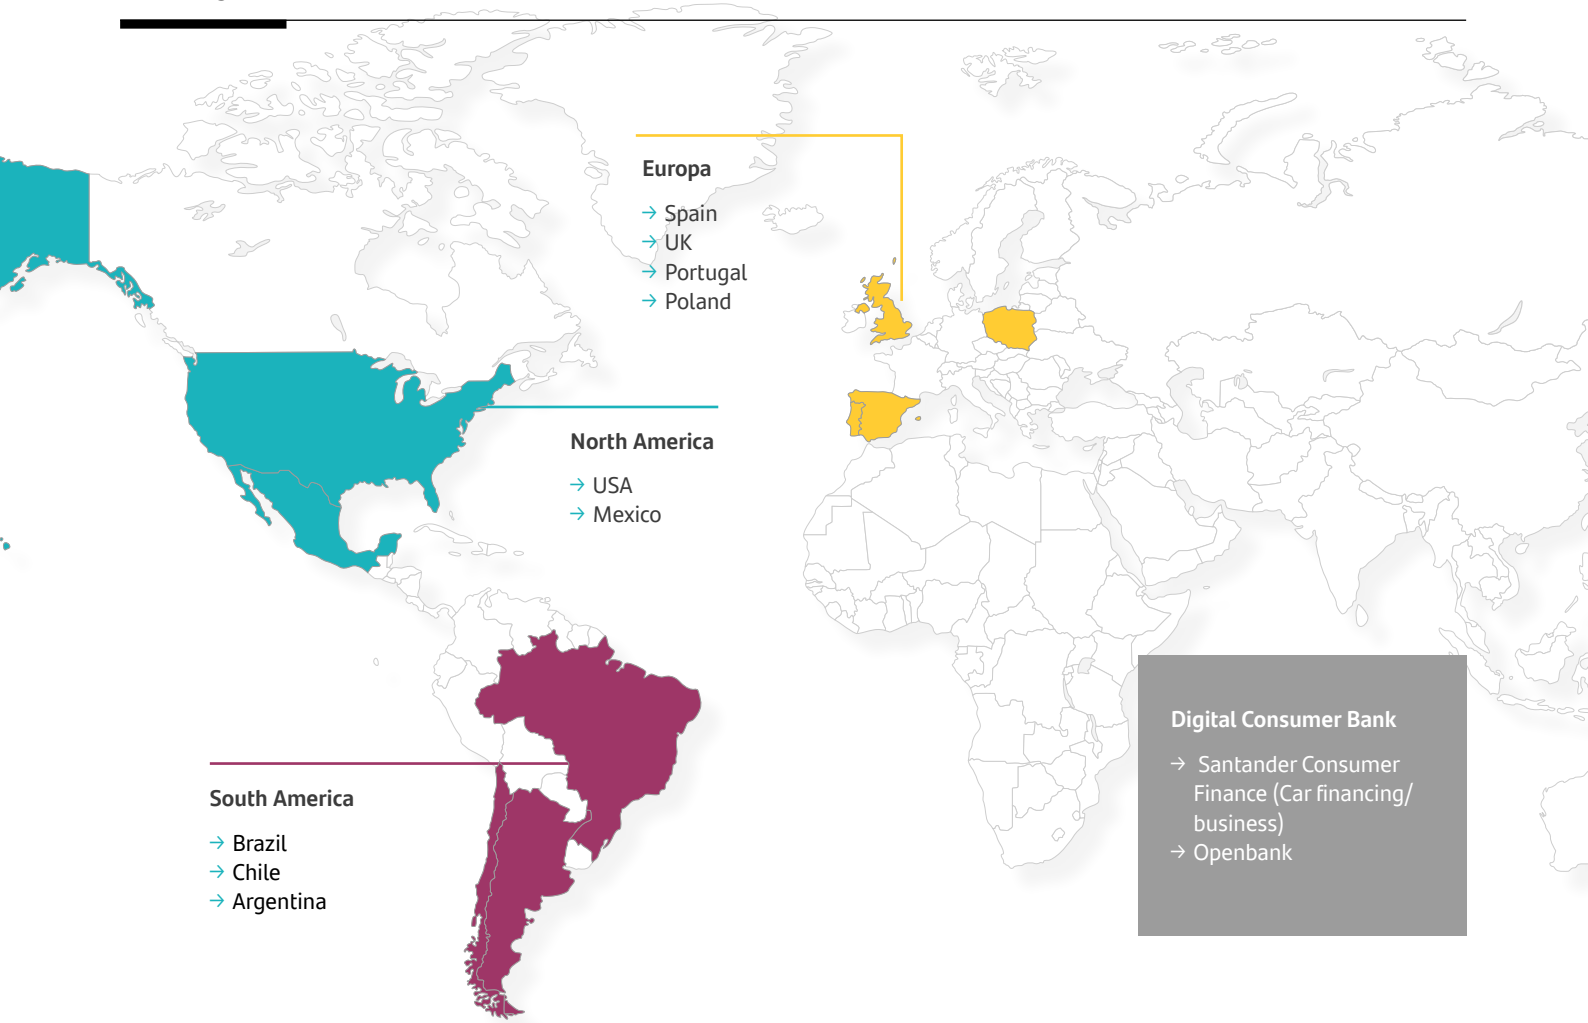 Europa
→ Spain
→ UK
→ Portugal
→ Poland
North America
→ USA
→ Mexico
South America
→ Brazil
→ Chile
→ Argentina
Digital Consumer Bank
→ Santander Consumer
Finance (Car financing/
business)
→ Openbank